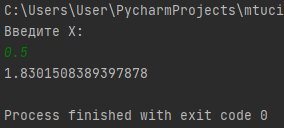 C:\Users\User\PycharmProjects\mtuci
Введите X:
0.5
1.8301508389397878
Process finished with exit code 0